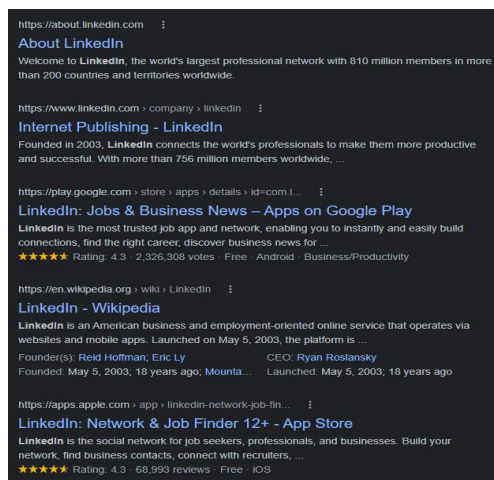 https://about.linkedin.com
About LinkedIn
Welcome to LinkedIn, the world's largest professional network with 810 million members in more
than 200 countries and territories worldwide.
https://www.linkedin.com › company › linkedin
Internet Publishing - LinkedIn
Founded in 2003, LinkedIn connects the world's professionals to make them more productive
and successful. With more than 756 million members worldwide, ...
https://play.google.com › store › apps › details › id=com.l...
LinkedIn: Jobs & Business News – Apps on Google Play
LinkedIn is the most trusted job app and network, enabling you to instantly and easily build
connections, find the right career, discover business news for ...
Rating: 4.3 · 2,326,308 votes · Free · Android · Business/Productivity
https://en.wikipedia.org › wiki › LinkedIn
LinkedIn - Wikipedia
LinkedIn is an American business and employment-oriented online service that operates via
websites and mobile apps. Launched on May 5, 2003, the platform is ...
Founder(s): Reid Hoffman; Eric Ly CEO: Ryan Roslansky
Founded: May 5, 2003; 18 years ago; Mounta... Launched: May 5, 2003; 18 years ago
https://apps.apple.com › app › linkedin-network-job-fin...
LinkedIn: Network & Job Finder 12+ - App Store
LinkedIn is the social network for job seekers, professionals, and businesses. Build your
network, find business contacts, connect with recruiters, ...
Rating: 4.3 · 68,993 reviews · Free · iOS